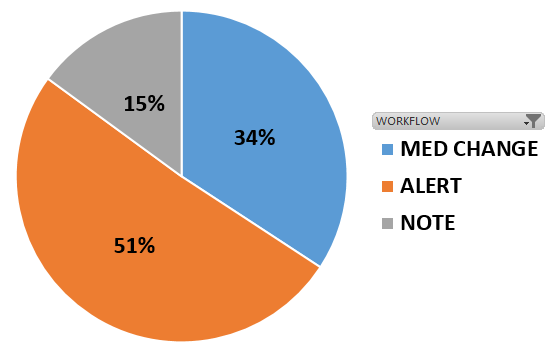 15%
34%
51%
WORKFLOW
MED CHANGE
ALERT
NOTE